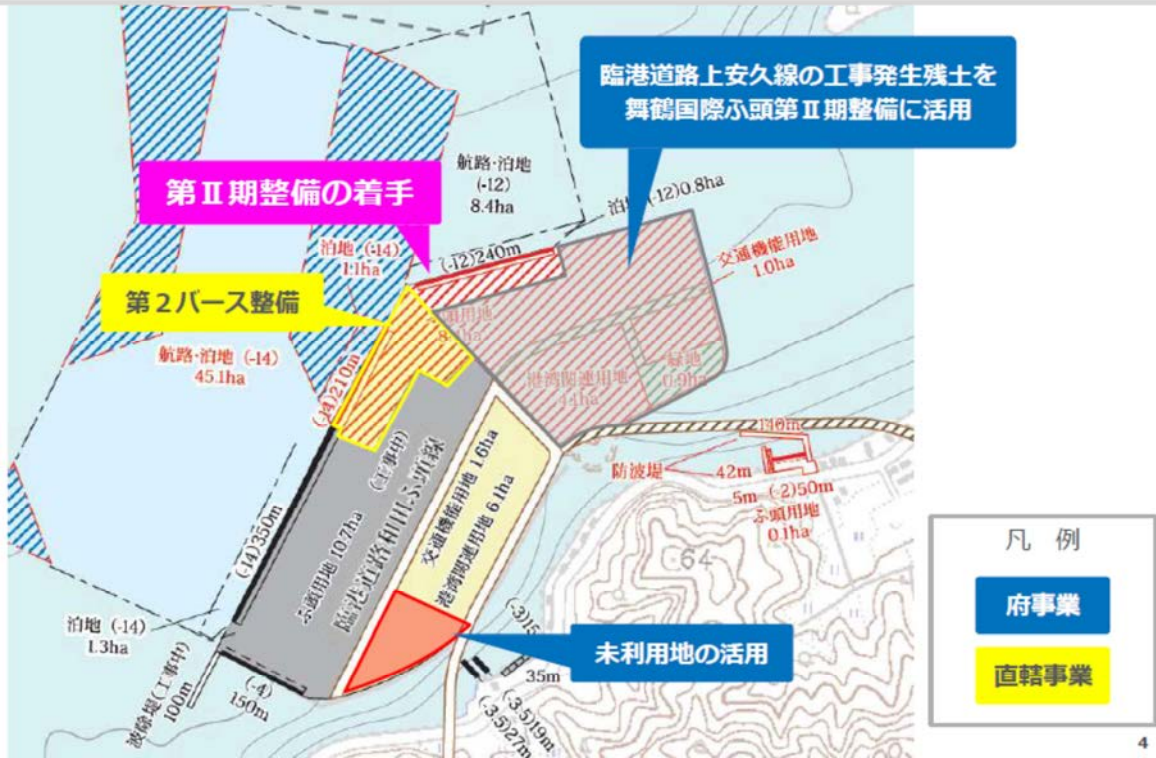 臨港道路上安久線の工事発生残土を
舞鶴国際ふ頭第Ⅱ期整備に活用
航路・泊地
(-12)
8.4ha
第Ⅱ期整備の着手
泊地 (-12)0.8ha
泊地 (-14)
1.1ha
(-12)240m
交通機能用地
1.0ha
第2バース整備
航路・泊地 (-14)
45.1ha
(-14)210m
緑地
0.9ha
港湾関連用地
4.1ha
110m
防波堤
42m
5m
(-2)50m
ふ頭用地
0.1ha
(工事中)
臨港道路和田ふ頭線
ふ頭用地 10.7ha
交通機能用地 1.6ha
港湾関連用地 6.1ha
(-14)350m
64
凡 例
府事業
直轄事業
泊地 (-14)
1.3ha
未利用地の活用
35m
波除堤(工事中)
100m
(-4)
150m
(-3.5)19m
(-3.5)27m
4